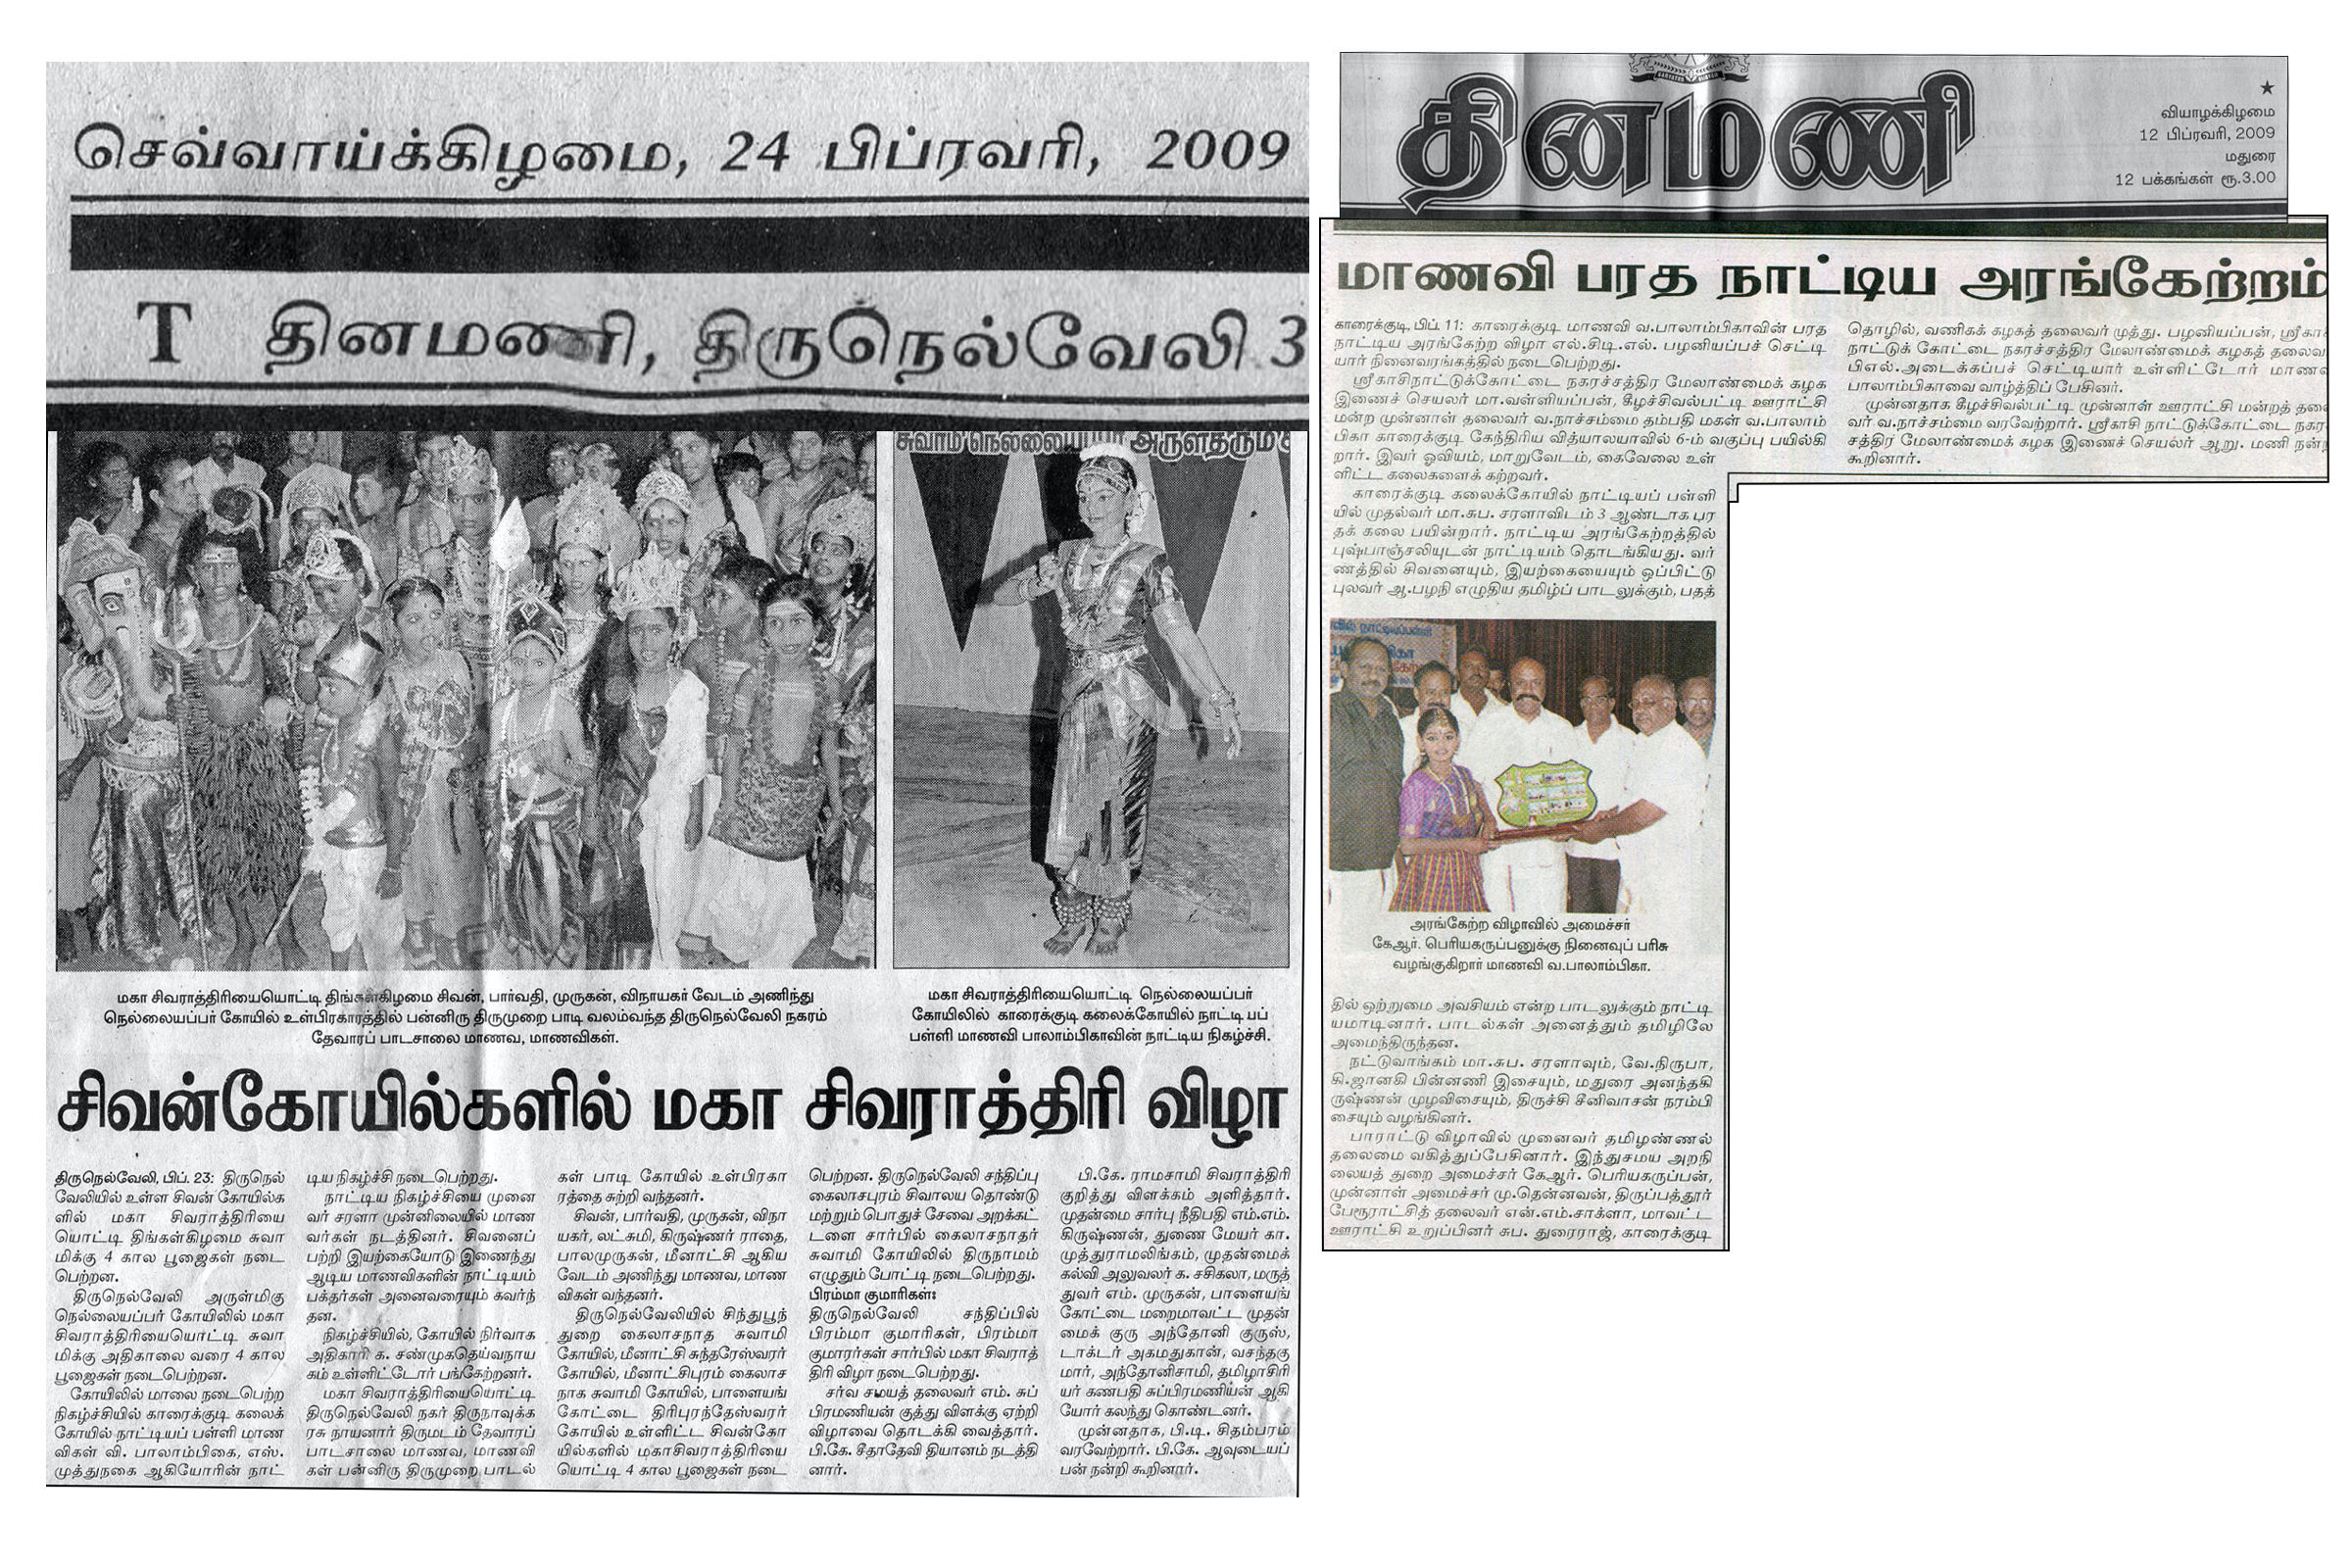 செவ்வாய்க்கிழமை, 24 பிப்ரவரி, 2009
T தினமணி, திருநெல்வேலி 3
சுவாமி நெல்லையப்பர் அருள்தரும்
மகா சிவராத்திரியையொட்டி திங்கள்கிழமை சிவன், பார்வதி, முருகன், விநாயகர் வேடம் அணிந்து
நெல்லையப்பர் கோயில் உள்பிரகாரத்தில் பன்னிரு திருமுறை பாடி வலம்வந்த திருநெல்வேலி நகரம்
தேவாரப் பாடசாலை மாணவ, மாணவிகள்.
மகா சிவராத்திரியையொட்டி நெல்லையப்பர்
கோயிலில் காரைக்குடி கலைக்கோயில் நாட்டி யப்
பள்ளி மாணவி பாலாம்பிகாவின் நாட்டிய நிகழ்ச்சி.
சிவன்கோயில்களில் மகா சிவராத்திரி விழா
திருநெல்வேலி, பிப். 23: திருநெல்
வேலியில் உள்ள சிவன் கோயில்க
ளில் மகா சிவராத்திரியை
யொட்டி திங்கள்கிழமை சுவா
மிக்கு 4 கால பூஜைகள் நடை
பெற்றன.
திருநெல்வேலி அருள்மிகு
நெல்லையப்பர் கோயிலில் மகா
சிவராத்திரியையொட்டி சுவா
மிக்கு அதிகாலை வரை 4 கால
பூஜைகள் நடைபெற்றன.
கோயிலில் மாலை நடைபெற்ற
நிகழ்ச்சியில் காரைக்குடி கலைக்
கோயில் நாட்டியப் பள்ளி மாண
விகள் வி. பாலாம்பிகை, எஸ்.
முத்துநகை ஆகியோரின் நாட்
டிய நிகழ்ச்சி நடைபெற்றது.
நாட்டிய நிகழ்ச்சியை முனை
வர் சரளா முன்னிலையில் மாண
வர்கள் நடத்தினர். சிவனைப்
பற்றி இயற்கையோடு இணைந்து
ஆடிய மாணவிகளின் நாட்டியம்
பக்தர்கள் அனைவரையும் கவர்ந்
தன.
நிகழ்ச்சியில், கோயில் நிர்வாக
அதிகாரி க. சண்முகதெய்வநாய
கம் உள்ளிட்டோர் பங்கேற்றனர்.
மகா சிவராத்திரியையொட்டி
திருநெல்வேலி நகர் திருநாவுக்க
ரசு நாயனார் திருமடம் தேவாரப்
பாடசாலை மாணவ, மாணவி
கள் பன்னிரு திருமுறை பாடல்
கள் பாடி கோயில் உள்பிரகா
ரத்தை சுற்றி வந்தனர்.
சிவன், பார்வதி, முருகன், விநா
யகர், லட்சுமி, கிருஷ்ணர் ராதை,
பாலமுருகன், மீனாட்சி ஆகிய
வேடம் அணிந்து மாணவ, மாண
விகள் வந்தனர்.
திருநெல்வேலியில் சிந்துபூந்
துறை கைலாசநாத சுவாமி
கோயில், மீனாட்சி சுந்தரேஸ்வரர்
கோயில், மீனாட்சிபுரம் கைலாச
நாக சுவாமி கோயில், பாளையங்
கோட்டை திரிபுரந்தேஸ்வரர்
கோயில் உள்ளிட்ட சிவன்கோ
யில்களில் மகாசிவராத்திரியை
யொட்டி 4 கால பூஜைகள் நடை
பெற்றன. திருநெல்வேலி சந்திப்பு
கைலாசபுரம் சிவாலய தொண்டு
மற்றும் பொதுச் சேவை அறக்கட்
டளை சார்பில் கைலாசநாதர்
சுவாமி கோயிலில் திருநாமம்
எழுதும் போட்டி நடைபெற்றது.
பிரம்மா குமாரிகள்:
திருநெல்வேலி சந்திப்பில்
பிரம்மா குமாரிகள், பிரம்மா
குமாரர்கள் சார்பில் மகா சிவராத்
திரி விழா நடைபெற்றது.
சர்வ சமயத் தலைவர் எம். சுப்
பிரமணியன் குத்து விளக்கு ஏற்றி
விழாவை தொடக்கி வைத்தார்.
பி.கே. சீதாதேவி தியானம் நடத்தி
னார்.
பி.கே. ராமசாமி சிவராத்திரி
குறித்து விளக்கம் அளித்தார்.
முதன்மை சார்பு நீதிபதி எம்.எம்.
கிருஷ்ணன், துணை மேயர் கா.
முத்துராமலிங்கம், முதன்மைக்
கல்வி அலுவலர் க. சசிகலா, மருத்
துவர் எம். முருகன், பாளையங்
கோட்டை மறைமாவட்ட முதன்
மைக் குரு அந்தோனி குருஸ்,
டாக்டர் அகமதுகான், வசந்தகு
மார், அந்தோனிசாமி, தமிழாசிரி
யர் கணபதி சுப்பிரமணியன் ஆகி
யோர் கலந்து கொண்டனர்.
முன்னதாக, பி.டி. சிதம்பரம்
வரவேற்றார். பி.கே. ஆவுடையப்
பன் நன்றி கூறினார்.
தினமணி
வியாழக்கிழமை
12 பிப்ரவரி, 2009
மதுரை
12 பக்கங்கள் ரூ.3.00
மாணவி பரத நாட்டிய அரங்கேற்றம்
காரைக்குடி, பிப். 11: காரைக்குடி மாணவி வ.பாலாம்பிகாவின் பரத
நாட்டிய அரங்கேற்ற விழா எல்.சி.டி.எல். பழனியப்பச் செட்டி
யார் நினைவரங்கத்தில் நடைபெற்றது.
ஸ்ரீகாசிநாட்டுக்கோட்டை நகரச்சத்திர மேலாண்மைக் கழக
இணைச் செயலர் மா.வள்ளியப்பன், கீழச்சிவல்பட்டி ஊராட்சி
மன்ற முன்னாள் தலைவர் வ.நாச்சம்மை தம்பதி மகள் வ.பாலாம்
பிகா காரைக்குடி கேந்திரிய வித்யாலயாவில் 6-ம் வகுப்பு பயில்கி
றார். இவர் ஓவியம், மாறுவேடம், கைவேலை உள்
ளிட்ட கலைகளைக் கற்றவர்.
காரைக்குடி கலைக்கோயில் நாட்டியப் பள்ளி
யில் முதல்வர் மா.சுப. சரளாவிடம் 3 ஆண்டாக பர
தக் கலை பயின்றார். நாட்டிய அரங்கேற்றத்தில்
புஷ்பாஞ்சலியுடன் நாட்டியம் தொடங்கியது. வர்
ணத்தில் சிவனையும், இயற்கையையும் ஒப்பிட்டு
புலவர் ஆ.பழநி எழுதிய தமிழ்ப் பாடலுக்கும், பதத்
அரங்கேற்ற விழாவில் அமைச்சர்
கேஆர். பெரியகருப்பனுக்கு நினைவுப் பரிசு
வழங்குகிறார் மாணவி வ.பாலாம்பிகா.
தில் ஒற்றுமை அவசியம் என்ற பாடலுக்கும் நாட்டி
யமாடினார். பாடல்கள் அனைத்தும் தமிழிலே
அமைந்திருந்தன.
நட்டுவாங்கம் மா.சுப. சரளாவும், வே.நிருபா,
கி.ஜானகி பின்னணி இசையும், மதுரை அனந்தகி
ருஷ்ணன் முழவிசையும், திருச்சி சீனிவாசன் நரம்பி
சையும் வழங்கினர்.
பாராட்டு விழாவில் முனைவர் தமிழண்ணல்
தலைமை வகித்துப்பேசினார். இந்துசமய அறநி
லையத் துறை அமைச்சர் கேஆர். பெரியகருப்பன்,
முன்னாள் அமைச்சர் மு.தென்னவன், திருப்பத்தூர்
பேரூராட்சித் தலைவர் என்.எம்.சாக்ளா, மாவட்ட
ஊராட்சி உறுப்பினர் சுப. துரைராஜ், காரைக்குடி
தொழில், வணிகக் கழகத் தலைவர் முத்து. பழனியப்பன், ஸ்ரீகா
நாட்டுக் கோட்டை நகரச்சத்திர மேலாண்மைக் கழகத் தலைவ
பிஎல்.அடைக்கப்பச் செட்டியார் உள்ளிட்டோர் மாண
பாலாம்பிகாவை வாழ்த்திப் பேசினர்.
முன்னதாக கீழச்சிவல்பட்டி முன்னாள் ஊராட்சி மன்றத் தலை
வர் வ.நாச்சம்மை வரவேற்றார். ஸ்ரீகாசி நாட்டுக்கோட்டை நகர
சத்திர மேலாண்மைக் கழக இணைச் செயலர் ஆறு. மணி நன்
கூறினார்.